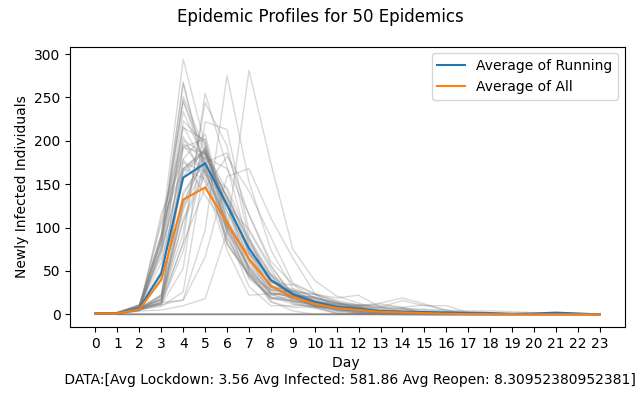 Epidemic Profiles for 50 Epidemics
300
250
200
150
100
50
0
Newly Infected Individuals
Average of Running
Average of All
0 1 2 3 4 5 6 7 8 9 10 11 12 13 14 15 16 17 18 19 20 21 22 23
Day
DATA:[Avg Lockdown: 3.56 Avg Infected: 581.86 Avg Reopen: 8.30952380952381]